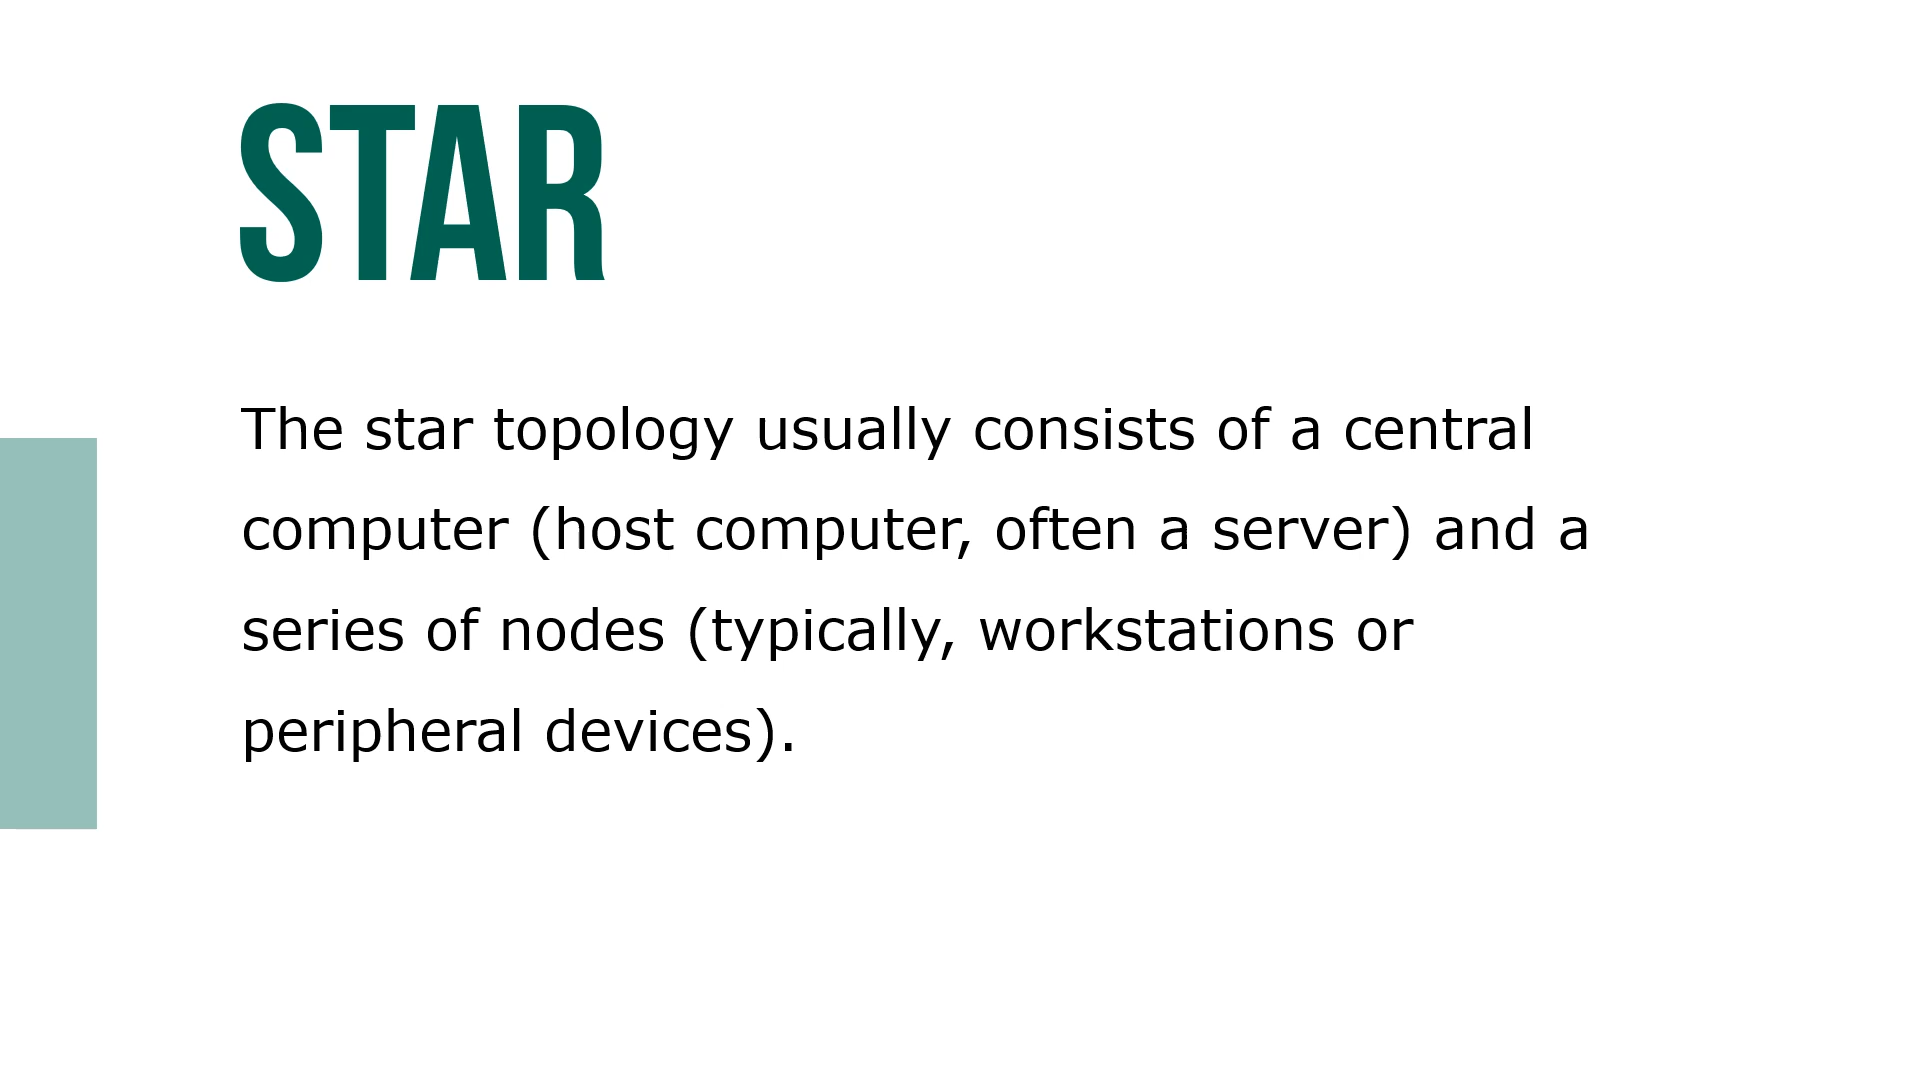 STAR
The star topology usually consists of a central
computer (host computer, often a server) and a
series of nodes (typically, workstations or
peripheral devices).